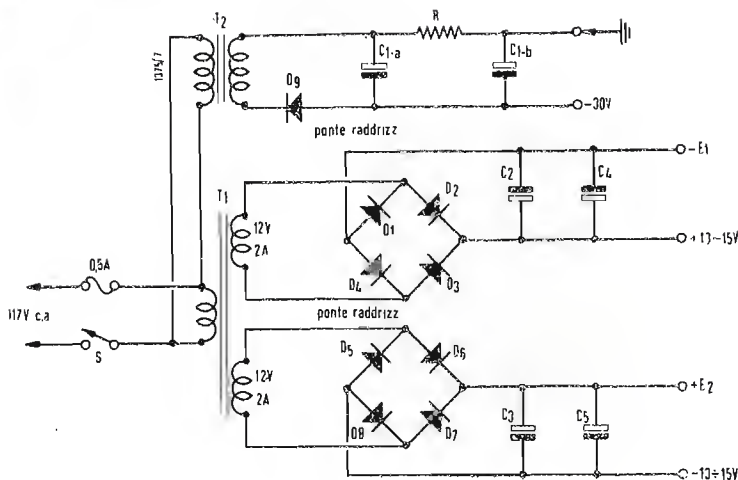 T2
R
1375/7
C1-a
C1-b
D9
-30V
ponte raddrizz
-E1
T1
D1
D2
C2
C4
12V
2A
0,5A
D4
D3
+13-15V
ponte raddrizz
117V c.a
S
D5
D6
+E2
12V
2A
C3
C5
D8
D7
-13÷15V